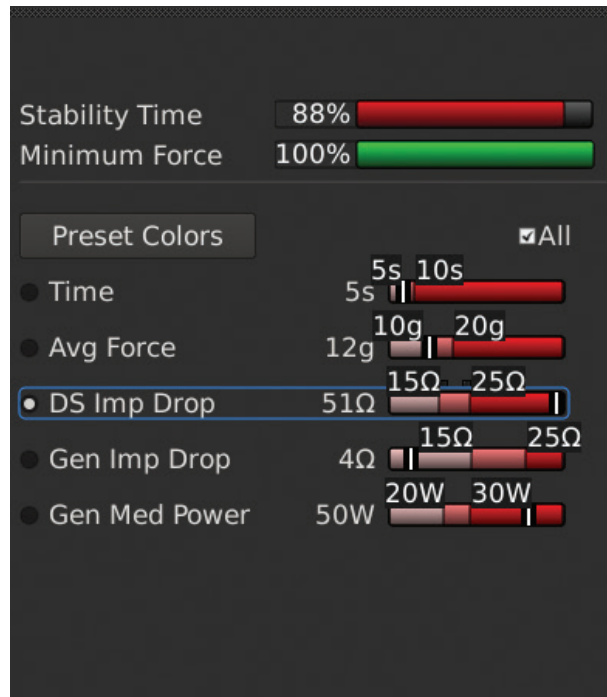 Stability Time 88%
Minimum Force 100%
Preset Colors All
5s 10s
Time 5s
10g 20g
Avg Force 12g
15Ω 25Ω
DS Imp Drop 51Ω
15Ω 25Ω
Gen Imp Drop 4Ω
20W 30W
Gen Med Power 50W